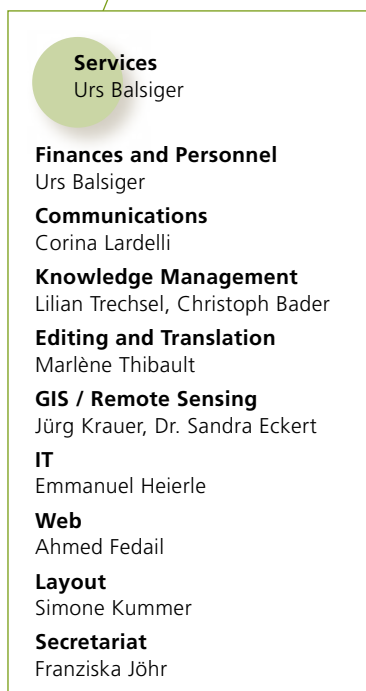 Services
Urs Balsiger
Finances and Personnel
Urs Balsiger
Communications
Corina Lardelli
Knowledge Management
Lilian Trechsel, Christoph Bader
Editing and Translation
Marlène Thibault
GIS / Remote Sensing
Jürg Krauer, Dr. Sandra Eckert
IT
Emmanuel Heierle
Web
Ahmed Fedail
Layout
Simone Kummer
Secretariat
Franziska Jöhr